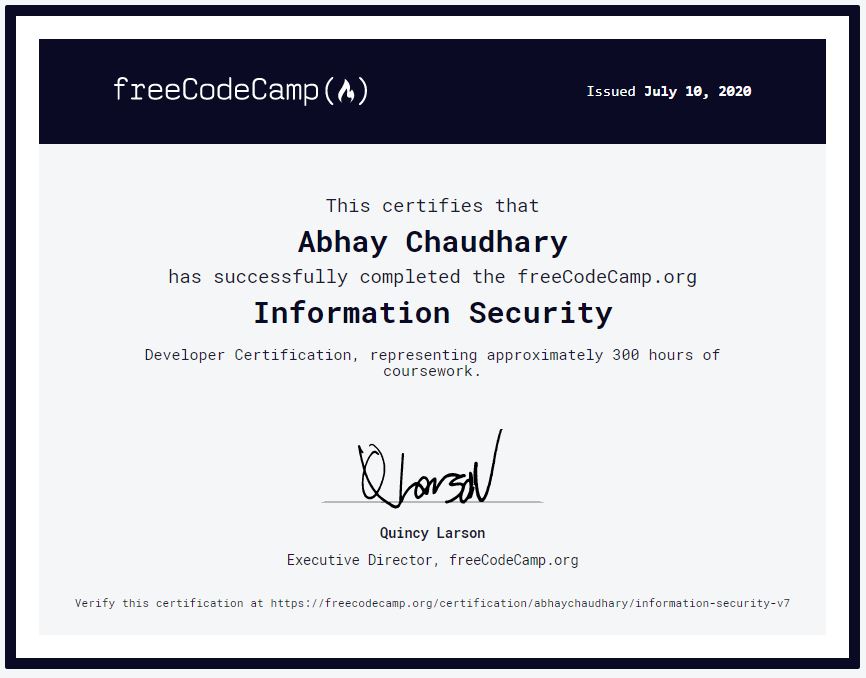 freeCodeCamp(🔥)
Issued July 10, 2020
This certifies that
Abhay Chaudhary
has successfully completed the freeCodeCamp.org
Information Security
Developer Certification, representing approximately 300 hours of
coursework.
Q Larson
Quincy Larson
Executive Director, freeCodeCamp.org
Verify this certification at https://freecodecamp.org/certification/abhaychaudhary/information-security-v7